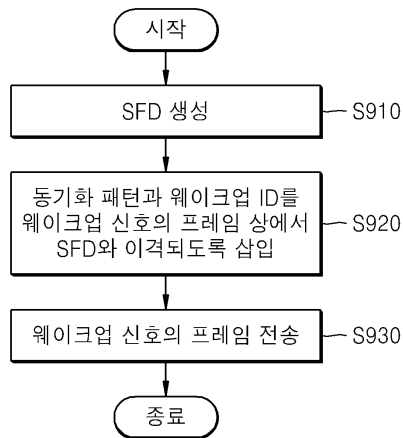 시작
SFD 생성
S910
동기화 패턴과 웨이크업 ID를
웨이크업 신호의 프레임 상에서
SFD와 이격되도록 삽입
S920
웨이크업 신호의 프레임 전송
S930
종료